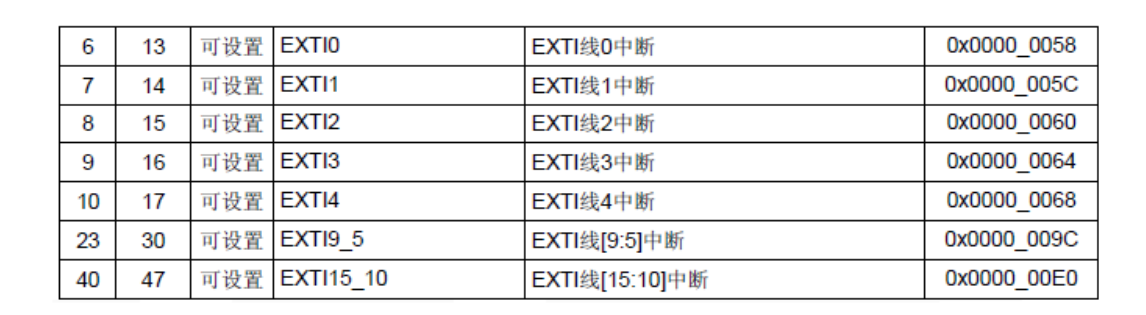 6 13 可设置 EXTI0 EXTI线0中断 0x0000_0058
7 14 可设置 EXTI1 EXTI线1中断 0x0000_005C
8 15 可设置 EXTI2 EXTI线2中断 0x0000_0060
9 16 可设置 EXTI3 EXTI线3中断 0x0000_0064
10 17 可设置 EXTI4 EXTI线4中断 0x0000_0068
23 30 可设置 EXTI9_5 EXTI线[9:5]中断 0x0000_009C
40 47 可设置 EXTI15_10 EXTI线[15:10]中断 0x0000_00E0